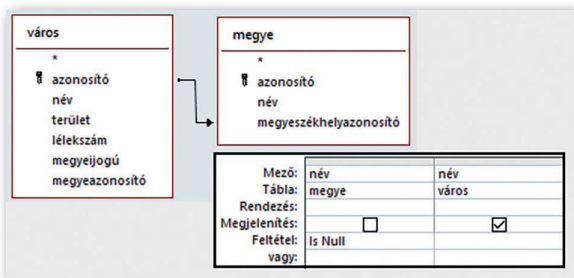 város
*
azonosító
név
terület
lélekszám
megyeijogú
megyeazonosító
megye
*
azonosító
név
megyeszékhelyazonosító
Mező: név név
Tábla: megye város
Rendezés:
Megjelenítés:
Feltétel: Is Null
vagy: